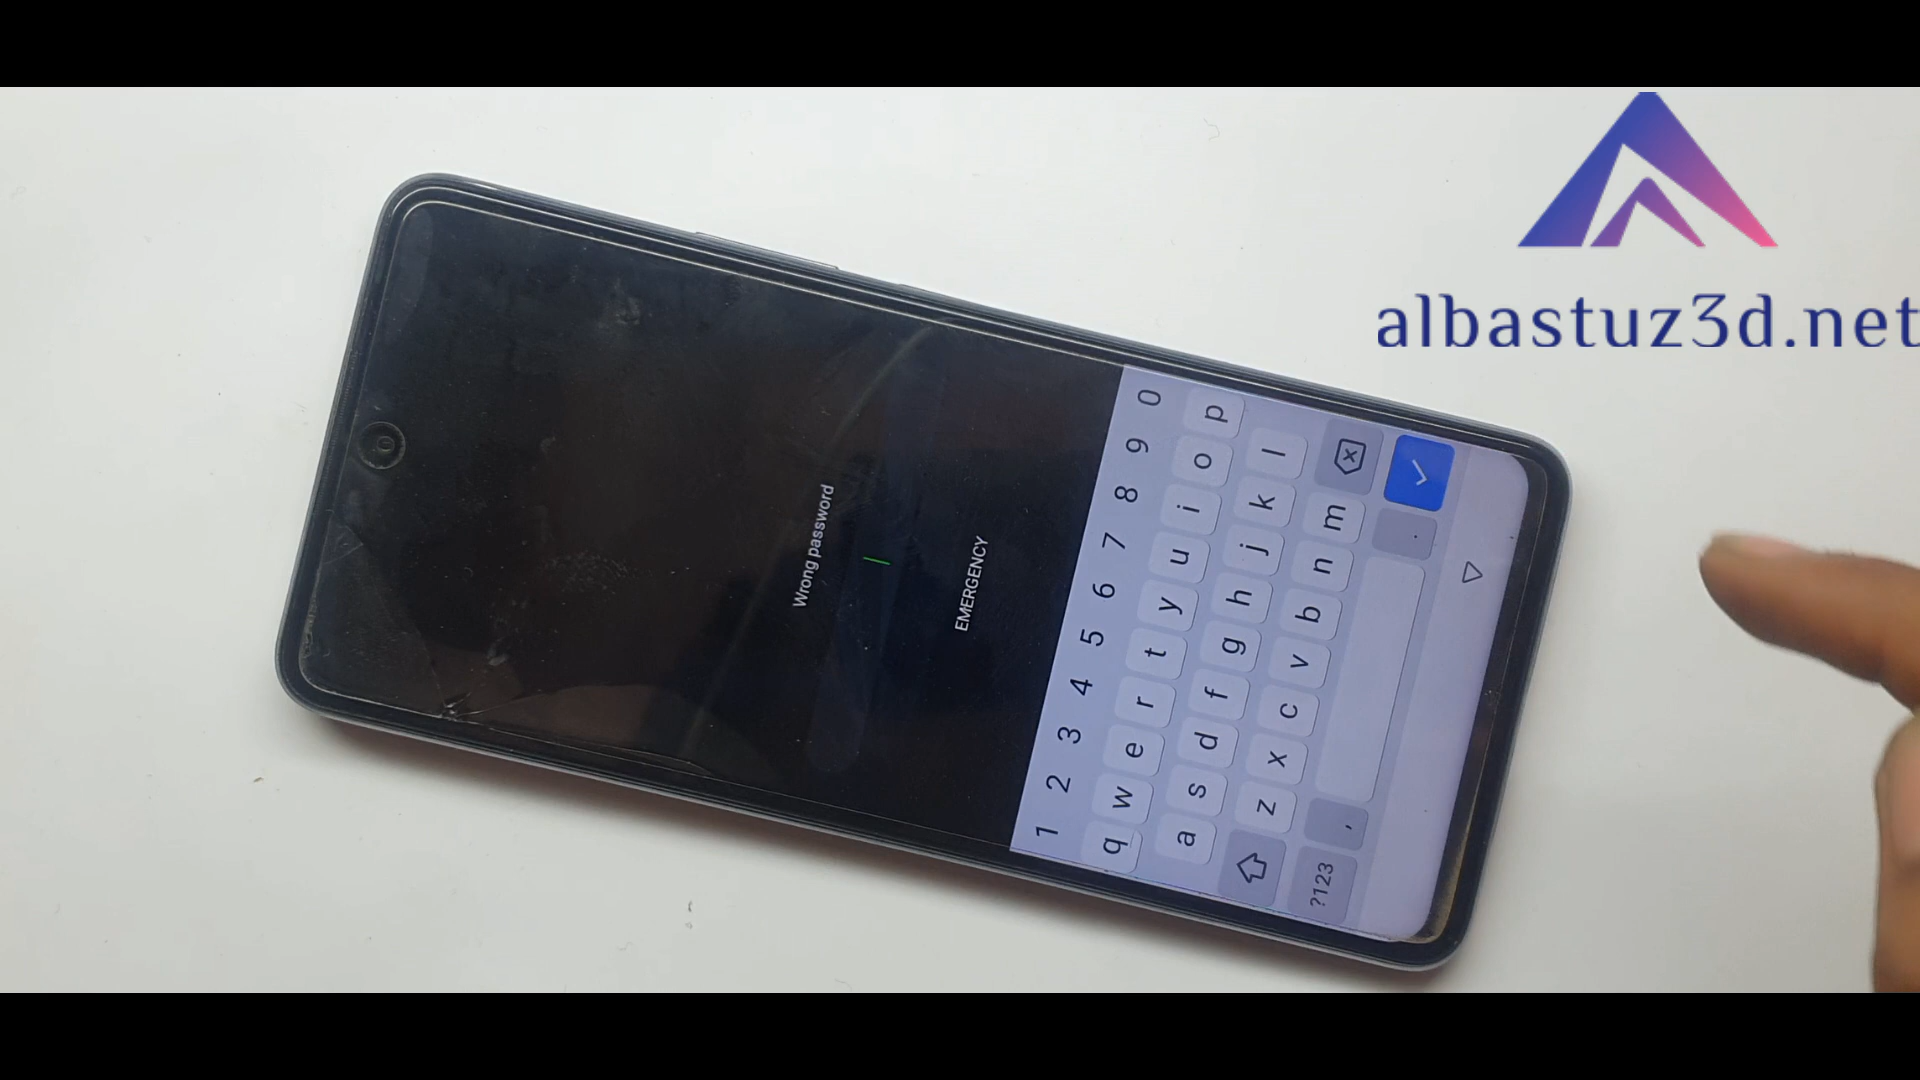 albastuz3d.net
Wrong password
EMERGENCY
1 2 3 4 5 6 7 8 9 0
q w e r t y u i o p
a s d f g h j k l
z x c v b n m
?123 , .